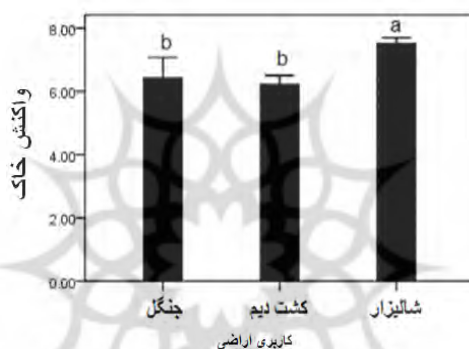 8.00
6.00
4.00
2.00
0.00
واکنش خاک
b b a
جنگل کشت دیم شالیزار
کاربری اراضی